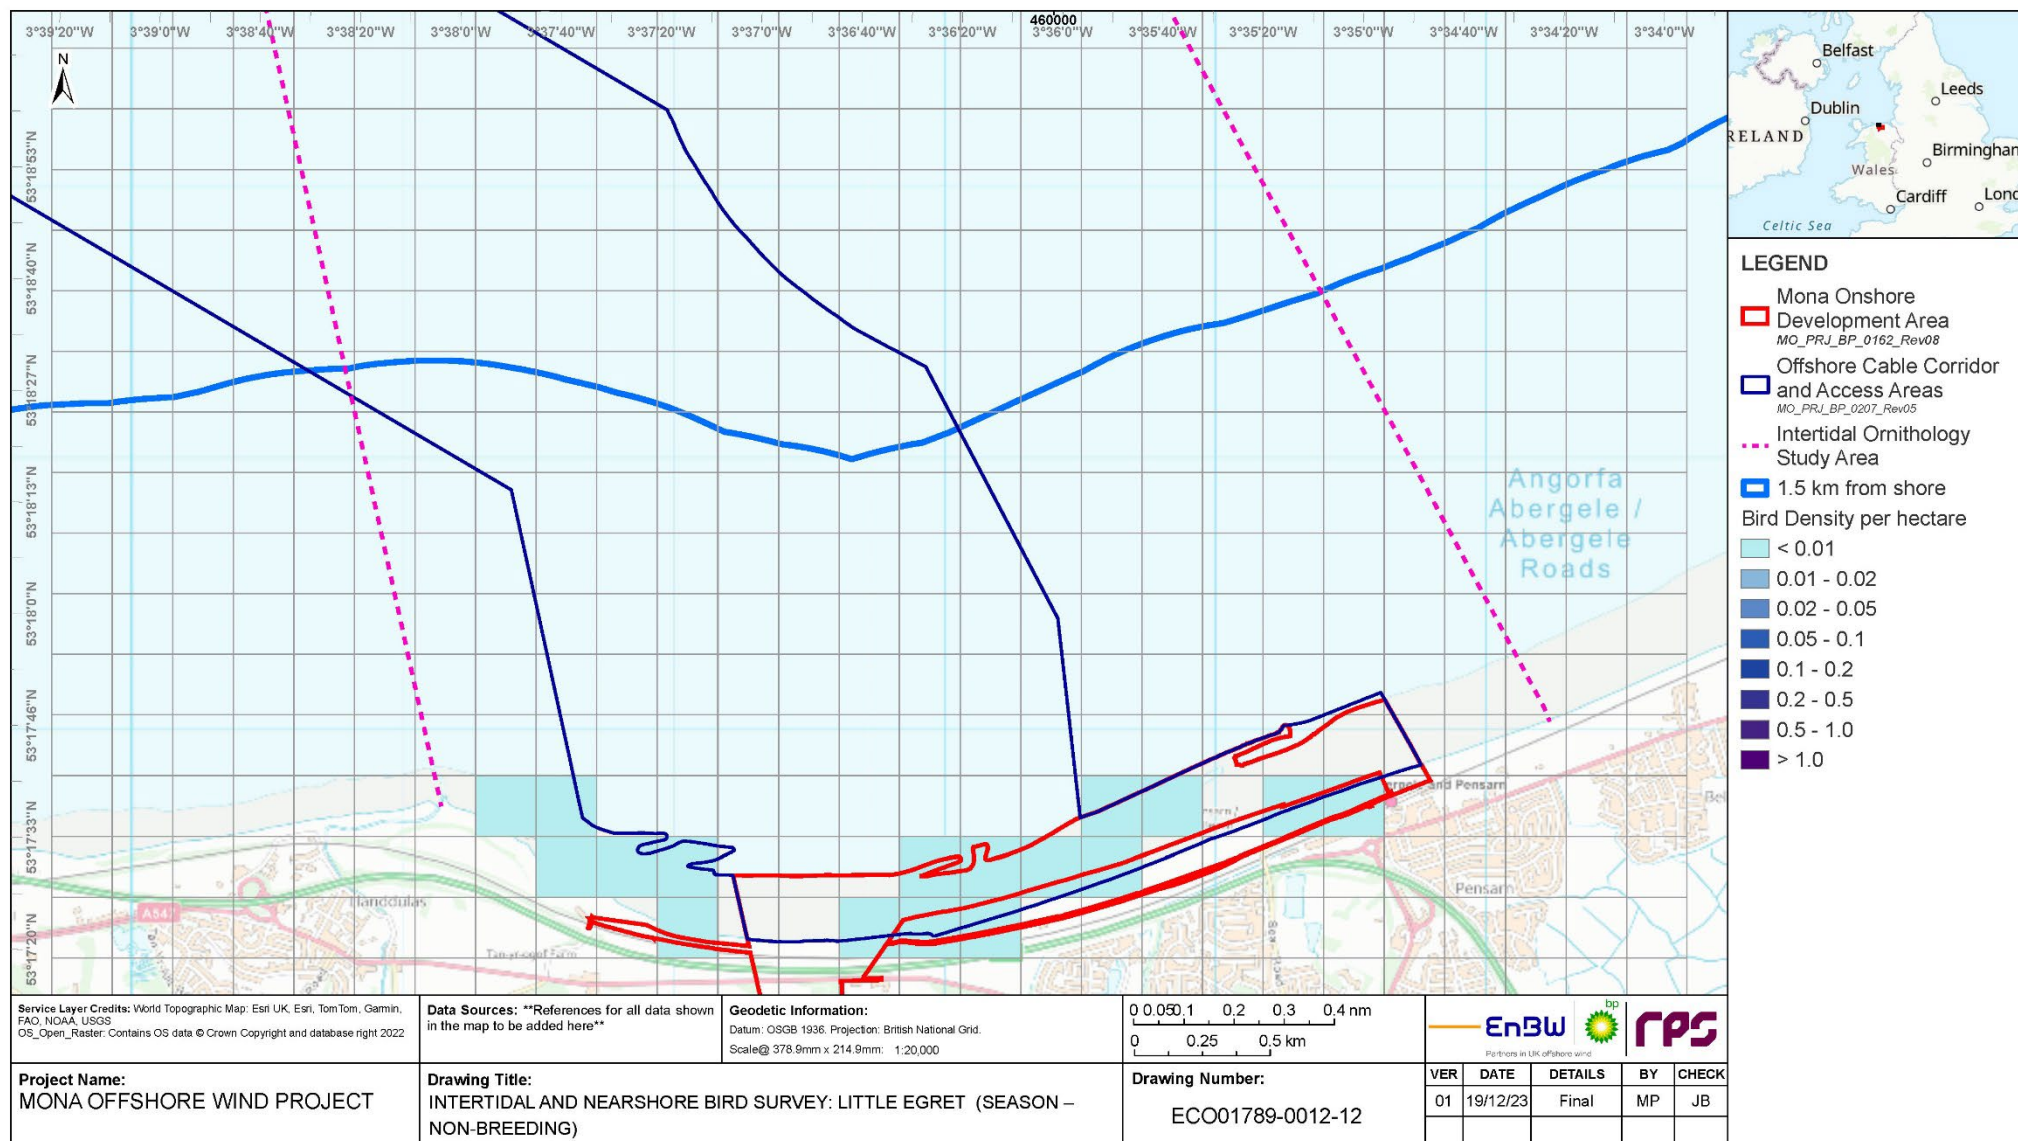 460000
3°39'20"W 3°39'0"W 3°38'40"W 3°38'20"W 3°37'40"W 3°37'20"W 3°37'0"W 3°36'40"W 3°36'20"W 3°36'0"W 3°35'40"W 3°35'20"W 3°35'0"W 3°34'40"W 3°34'20"W 3°34'0"W
N
53°18'53"N
53°18'40"N
53°18'27"N
53°18'13"N
53°18'0"N
53°17'46"N
53°17'33"N
53°17'20"N
Angorfa
Abergele /
Abergele
Roads
and Pensarn
Pensarn
Llanddulas
A547
Tan-yr-ogof Farm
Belfast
Leeds
Dublin
RELAND
Birmingham
Wales
Cardiff
Lond
Celtic Sea
LEGEND
Mona Onshore
Development Area
MO_PRJ_BP_0162_Rev08
Offshore Cable Corridor
and Access Areas
MO_PRJ_BP_0207_Rev05
Intertidal Ornithology
Study Area
1.5 km from shore
Bird Density per hectare
< 0.01
0.01 - 0.02
0.02 - 0.05
0.05 - 0.1
0.1 - 0.2
0.2 - 0.5
0.5 - 1.0
> 1.0
Service Layer Credits: World Topographic Map: Esri UK, Esri, TomTom, Garmin,
FAO, NOAA, USGS
OS_Open_Raster: Contains OS data © Crown Copyright and database right 2022
Data Sources: **References for all data shown
in the map to be added here**
Geodetic Information:
Datum: OSGB 1936. Projection: British National Grid.
Scale@ 378.9mm x 214.9mm: 1:20,000
0 0.05 0.1 0.2 0.3 0.4 nm
0 0.25 0.5 km
EnBW
bp
rps
Partners in UK offshore wind
Project Name:
MONA OFFSHORE WIND PROJECT
Drawing Title:
INTERTIDAL AND NEARSHORE BIRD SURVEY: LITTLE EGRET (SEASON –
NON-BREEDING)
Drawing Number:
ECO01789-0012-12
VER DATE DETAILS BY CHECK
01 19/12/23 Final MP JB